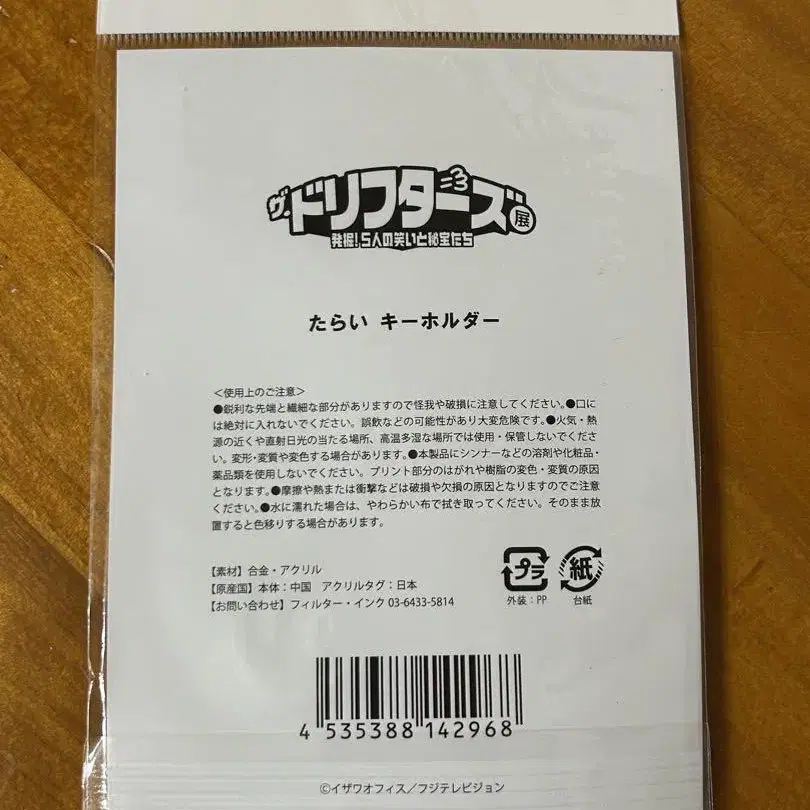 ザ・ドリフターズ展
発掘!5人の笑いと秘宝たち
たらい キーホルダー
<使用上のご注意>
●鋭利な先端と繊細な部分がありますので怪我や破損に注意してください。●口に
は絶対に入れないでください。誤飲などの可能性があり大変危険です。●火気・熱
源の近くや直射日光の当たる場所、高温多湿な場所では使用・保管しないでくださ
い。変形・変質や変色する場合があります。●本製品にシンナーなどの溶剤や化粧品・
薬品類を使用しないでください。プリント部分のはがれや樹脂の変色・変質の原因
となります。●摩擦や熱または衝撃などは破損や欠損の原因となりますのでご注意
ください。●水に濡れた場合は、やわらかい布で拭き取ってください。そのまま放
置すると色移りする場合があります。
【素材】合金・アクリル
【原産国】本体:中国 アクリルタグ:日本
【お問い合わせ】フィルター・インク 03-6433-5814
プラ
外装:PP
紙
台紙
4 535388 142968
©イザワオフィス/フジテレビジョン